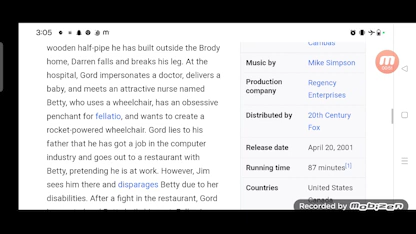 3:05
wooden half-pipe he has built outside the Brody
home, Darren falls and breaks his leg. At the
hospital, Gord impersonates a doctor, delivers a
baby, and meets an attractive nurse named
Betty, who uses a wheelchair, has an obsessive
penchant for fellatio, and wants to create a
rocket-powered wheelchair. Gord lies to his
father that he has got a job in the computer
industry and goes out to a restaurant with
Betty, pretending he is at work. However, Jim
sees him there and disparages Betty due to her
disabilities. After a fight in the restaurant, Gord
Music by Mike Simpson
Production Regency
company Enterprises
Distributed by 20th Century
Fox
Release date April 20, 2001
Running time 87 minutes[1]
Countries United States
Canada
Recorded by Mobizen